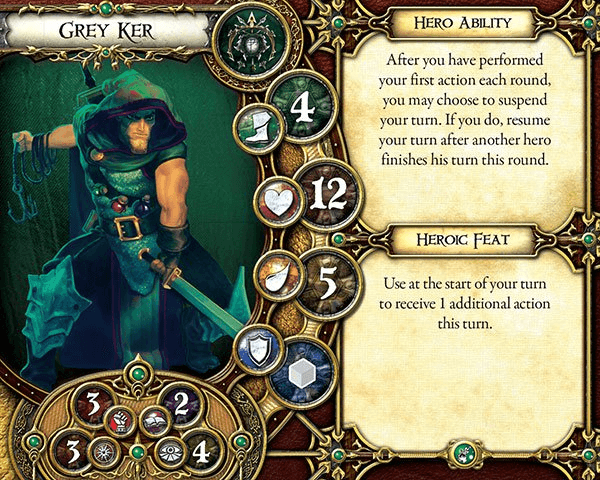 GREY KER
4
12
5
3
2
3
4
HERO ABILITY
After you have performed
your first action each round,
you may choose to suspend
your turn. If you do, resume
your turn after another hero
finishes his turn this round.
HEROIC FEAT
Use at the start of your turn
to receive 1 additional action
this turn.